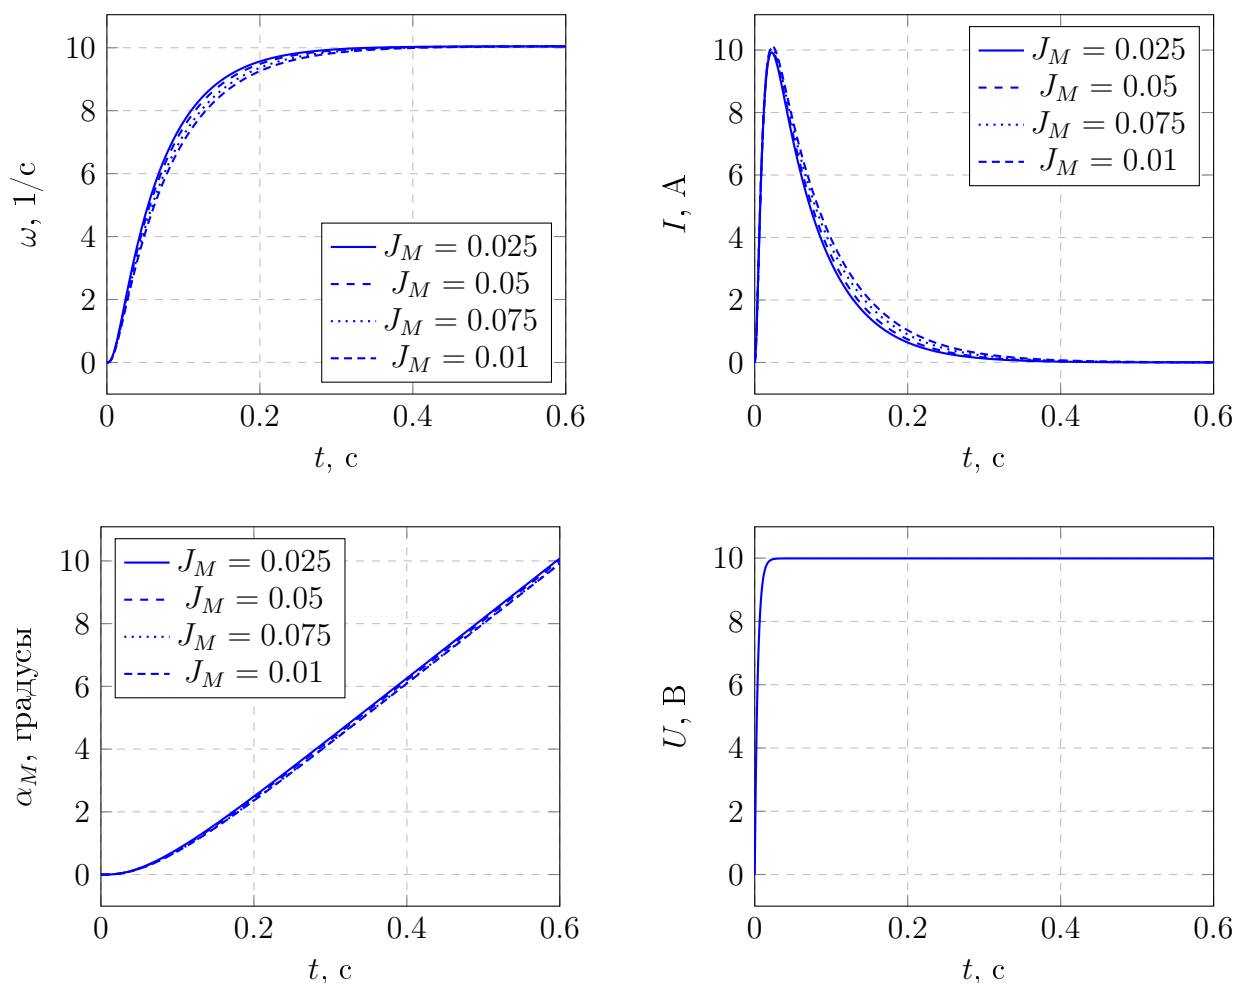 10
8
6
4
2
0
0
0.2
0.4
0.6
ω, 1/с
t, с
J_M = 0.025
J_M = 0.05
J_M = 0.075
J_M = 0.01
10
8
6
4
2
0
0
0.2
0.4
0.6
I, А
t, с
J_M = 0.025
J_M = 0.05
J_M = 0.075
J_M = 0.01
10
8
6
4
2
0
0
0.2
0.4
0.6
α_M, градусы
t, с
J_M = 0.025
J_M = 0.05
J_M = 0.075
J_M = 0.01
10
8
6
4
2
0
0
0.2
0.4
0.6
U, В
t, с